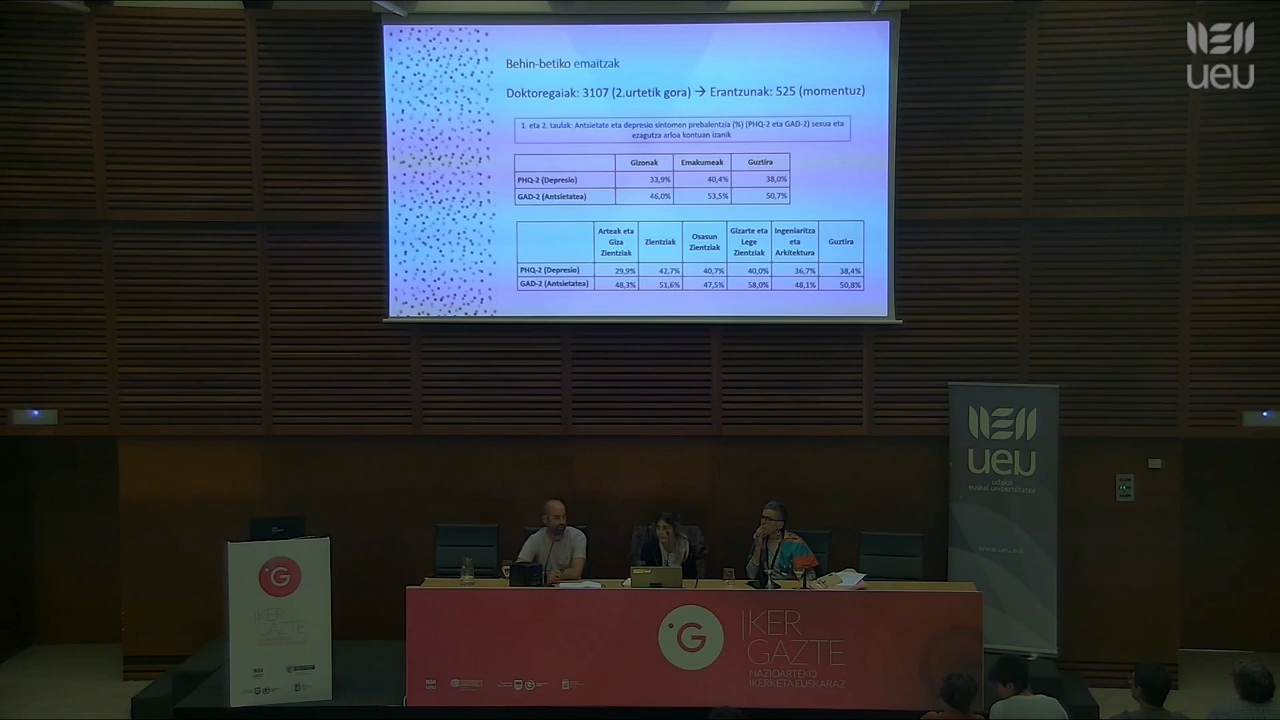 UEU
Behin-betiko emaitzak
Doktoregaiak: 3107 (2.urtetik gora) → Erantzunak: 525 (momentuz)
1. eta 2. taulak: Antsietate eta depresio sintomen prebalentzia (%) (PHQ-2 eta GAD-2) sexua eta
ezagutza arloa kontuan izanik
Gizonak Emakumeak Guztira
PHQ-2 (Depresio) 33,9% 40,4% 38,0%
GAD-2 (Antsietatea) 46,0% 53,5% 50,7%
Arteak eta Giza Zientziak Zientziak Osasun Zientziak Gizarte eta Lege Zientziak Ingeniaritza eta Arkitektura Guztira
PHQ-2 (Depresio) 29,9% 42,7% 40,7% 40,0% 36,7% 38,4%
GAD-2 (Antsietatea) 48,3% 51,6% 47,5% 58,0% 48,1% 50,8%
ueu
udako
euskal unibertsitatea
www.ueu.eus
G
IKER
GAZTE
G
IKER
GAZTE
NAZIOARTEKO
IKERKETA EUSKARAZ